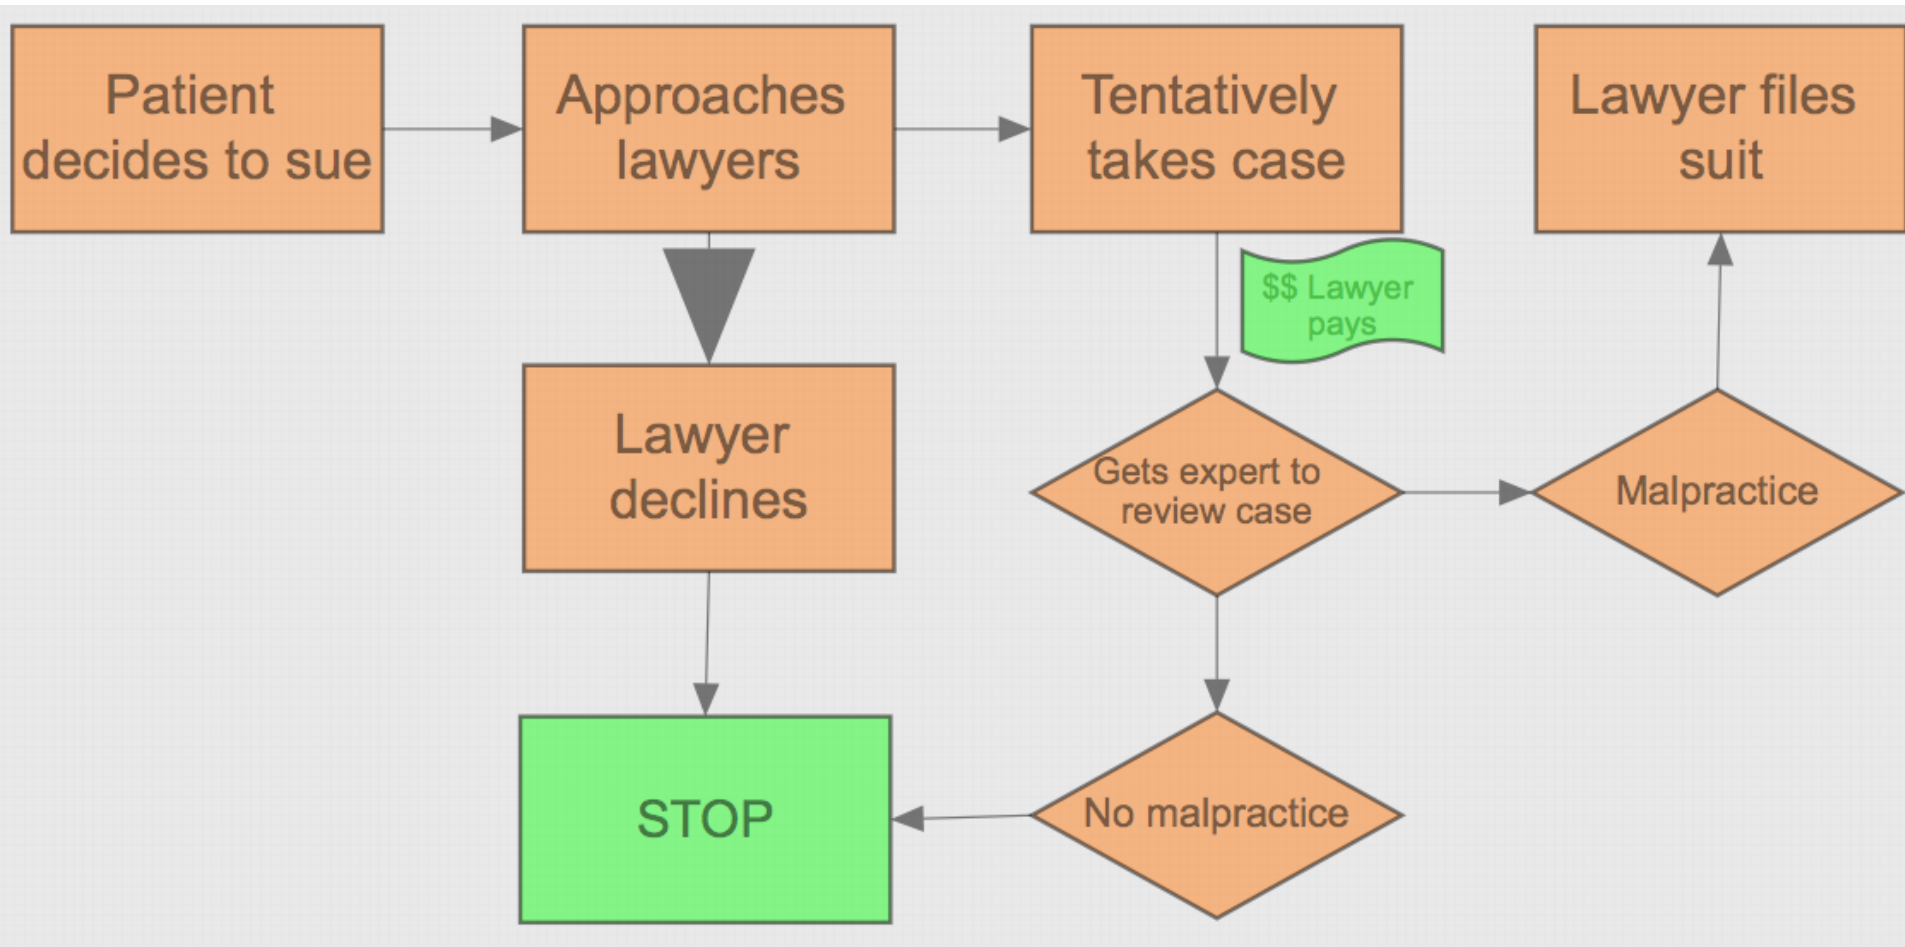 Patient
decides to sue
Approaches
lawyers
Tentatively
takes case
Lawyer files
suit
$$ Lawyer
pays
Lawyer
declines
Gets expert to
review case
Malpractice
STOP
No malpractice